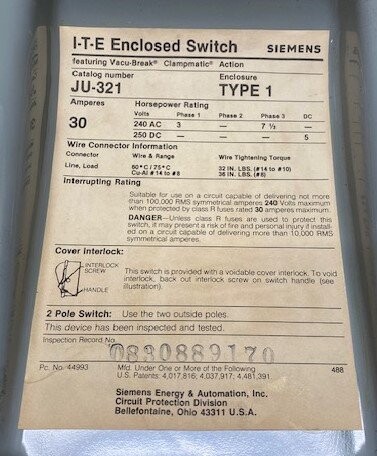 I-T-E Enclosed Switch SIEMENS
featuring Vacu-Break® Clampmatic® Action
Catalog number Enclosure
JU-321 TYPE 1
Amperes Horsepower Rating
30 Volts Phase 1 Phase 2 Phase 3 DC
240 AC 3 — 7 ½ —
250 DC — — — 5
Wire Connector Information
Connector Wire & Range Wire Tightening Torque
Line, Load 60°C/75°C 32 IN. LBS. (#14 to #10)
Cu-Al #14 to #8 36 IN. LBS. (#8)
Interrupting Rating
Suitable for use on a circuit capable of delivering not more
than 100,000 RMS symmetrical amperes 240 Volts maximum
when protected by class R fuses rated 30 amperes maximum.
DANGER–Unless class R fuses are used to protect this
switch, it may present a risk of fire and personal injury if install-
ed on a circuit capable of delivering more than 10,000 RMS
symmetrical amperes.
Cover Interlock:
INTERLOCK
SCREW
HANDLE
This switch is provided with a voidable cover interlock. To void
interlock, back out interlock screw on switch handle (see
illustration).
2 Pole Switch: Use the two outside poles.
This device has been inspected and tested.
Inspection Record No. 0830889170
Pc. No. 44993 Mfd. Under One or More of the Following 488
U.S. Patents: 4,017,816; 4,037,917; 4,481,391
Siemens Energy & Automation, Inc.
Circuit Protection Division
Bellefontaine, Ohio 43311 U.S.A.